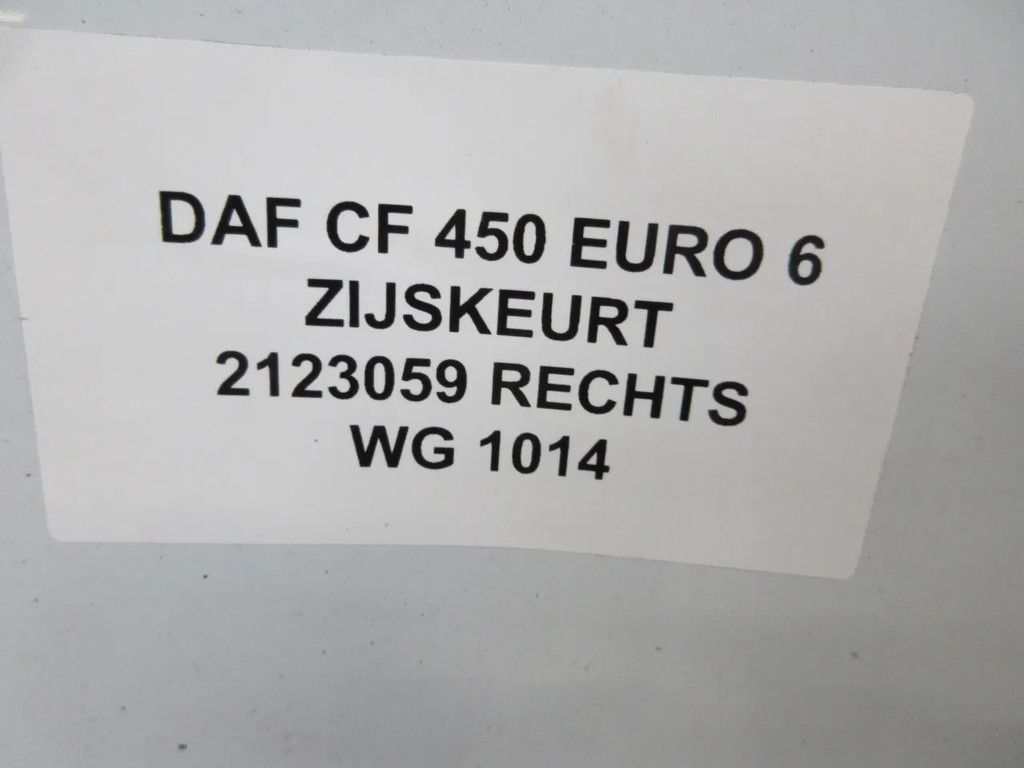 DAF CF 450 EURO 6
ZIJSKEURT
2123059 RECHTS
WG 1014